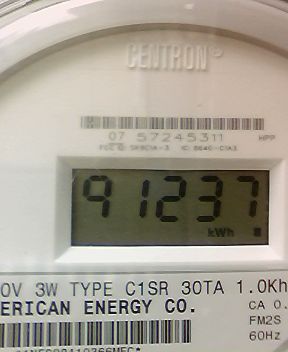 CENTRON®
07 57245311 HPP
91237
kWh
0V 3W TYPE C1SR 30TA 1.0Kh
ERICAN ENERGY CO. CA 0.
FM2S
60Hz